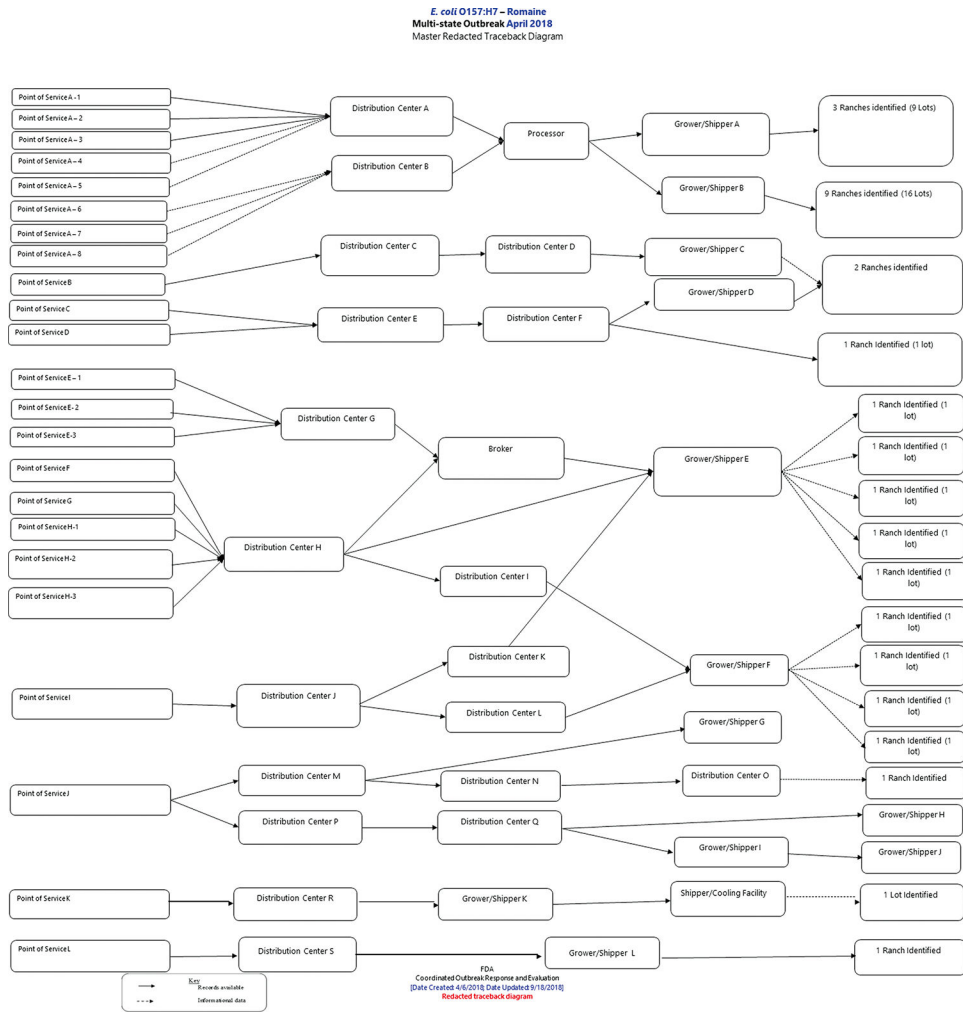 E. coli O157:H7 – Romaine
Multi-state Outbreak April 2018
Master Redacted Traceback Diagram
Point of Service A -1
Point of Service A – 2
Point of Service A – 3
Point of Service A – 4
Point of Service A – 5
Point of Service A – 6
Point of Service A – 7
Point of Service A – 8
Point of Service B
Point of Service C
Point of Service D
Distribution Center A
Distribution Center B
Processor
Grower/Shipper A
Grower/Shipper B
3 Ranches identified (9 Lots)
9 Ranches identified (16 Lots)
Distribution Center C
Distribution Center D
Grower/Shipper C
Grower/Shipper D
2 Ranches identified
Distribution Center E
Distribution Center F
1 Ranch Identified (1 lot)
Point of Service E – 1
Point of Service E- 2
Point of Service E-3
Point of Service F
Point of Service G
Point of Service H-1
Point of Service H-2
Point of Service H-3
Distribution Center G
Distribution Center H
Broker
Grower/Shipper E
Distribution Center I
1 Ranch Identified (1
lot)
1 Ranch Identified (1
lot)
1 Ranch Identified (1
lot)
1 Ranch Identified (1
lot)
1 Ranch Identified (1
lot)
Point of Service I
Distribution Center J
Distribution Center K
Distribution Center L
Grower/Shipper F
1 Ranch Identified (1
lot)
1 Ranch Identified (1
lot)
1 Ranch Identified (1
lot)
1 Ranch Identified (1
lot)
Grower/Shipper G
Point of Service J
Distribution Center M
Distribution Center N
Distribution Center O
1 Ranch Identified
Distribution Center P
Distribution Center Q
Grower/Shipper H
Grower/Shipper I
Grower/Shipper J
Point of Service K
Distribution Center R
Grower/Shipper K
Shipper/Cooling Facility
1 Lot Identified
Point of Service L
Distribution Center S
Grower/Shipper L
1 Ranch Identified
Key
Records available
Informational data
FDA
Coordinated Outbreak Response and Evaluation
[Date Created: 4/6/2018; Date Updated: 9/18/2018]
Redacted traceback diagram